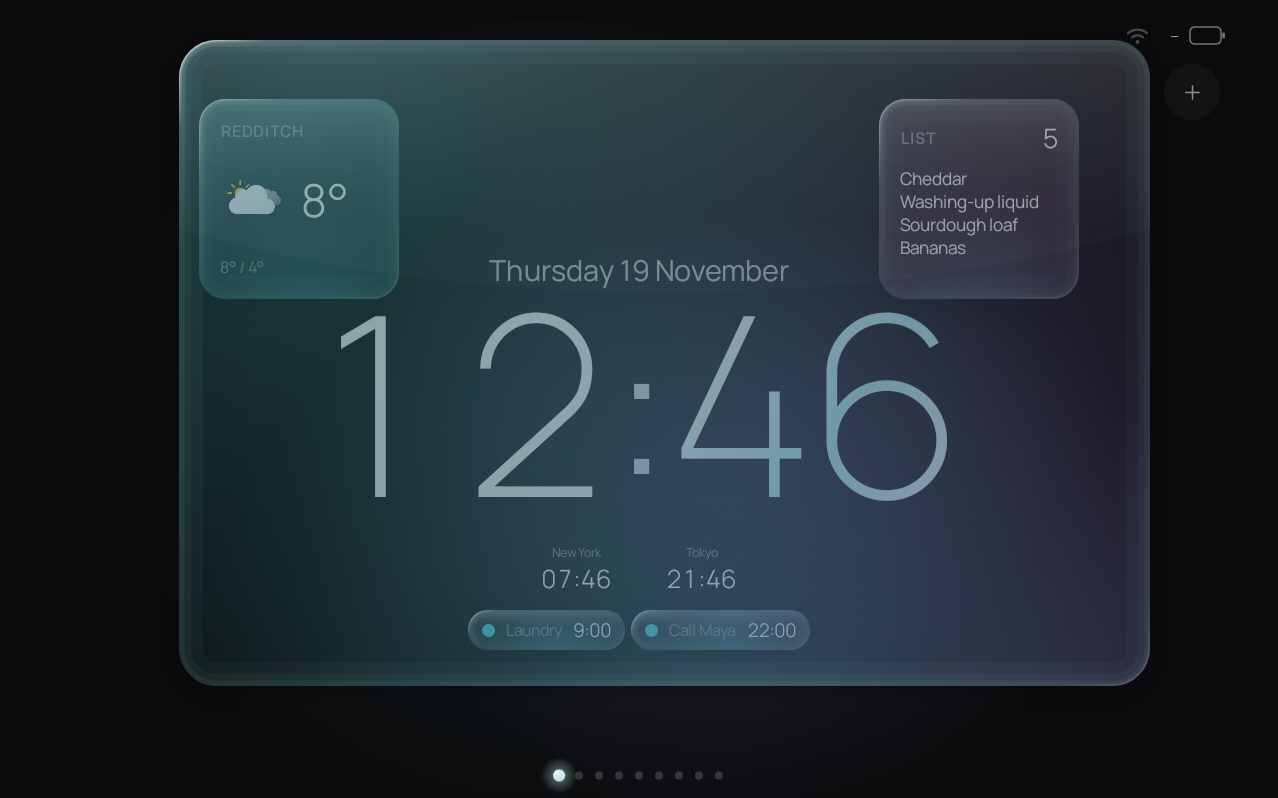 –
+
REDDITCH
8°
8° / 4°
LIST 5
Cheddar
Washing-up liquid
Sourdough loaf
Bananas
Thursday 19 November
12:46
New York
07:46
Tokyo
21:46
Laundry 9:00
Call Maya 22:00